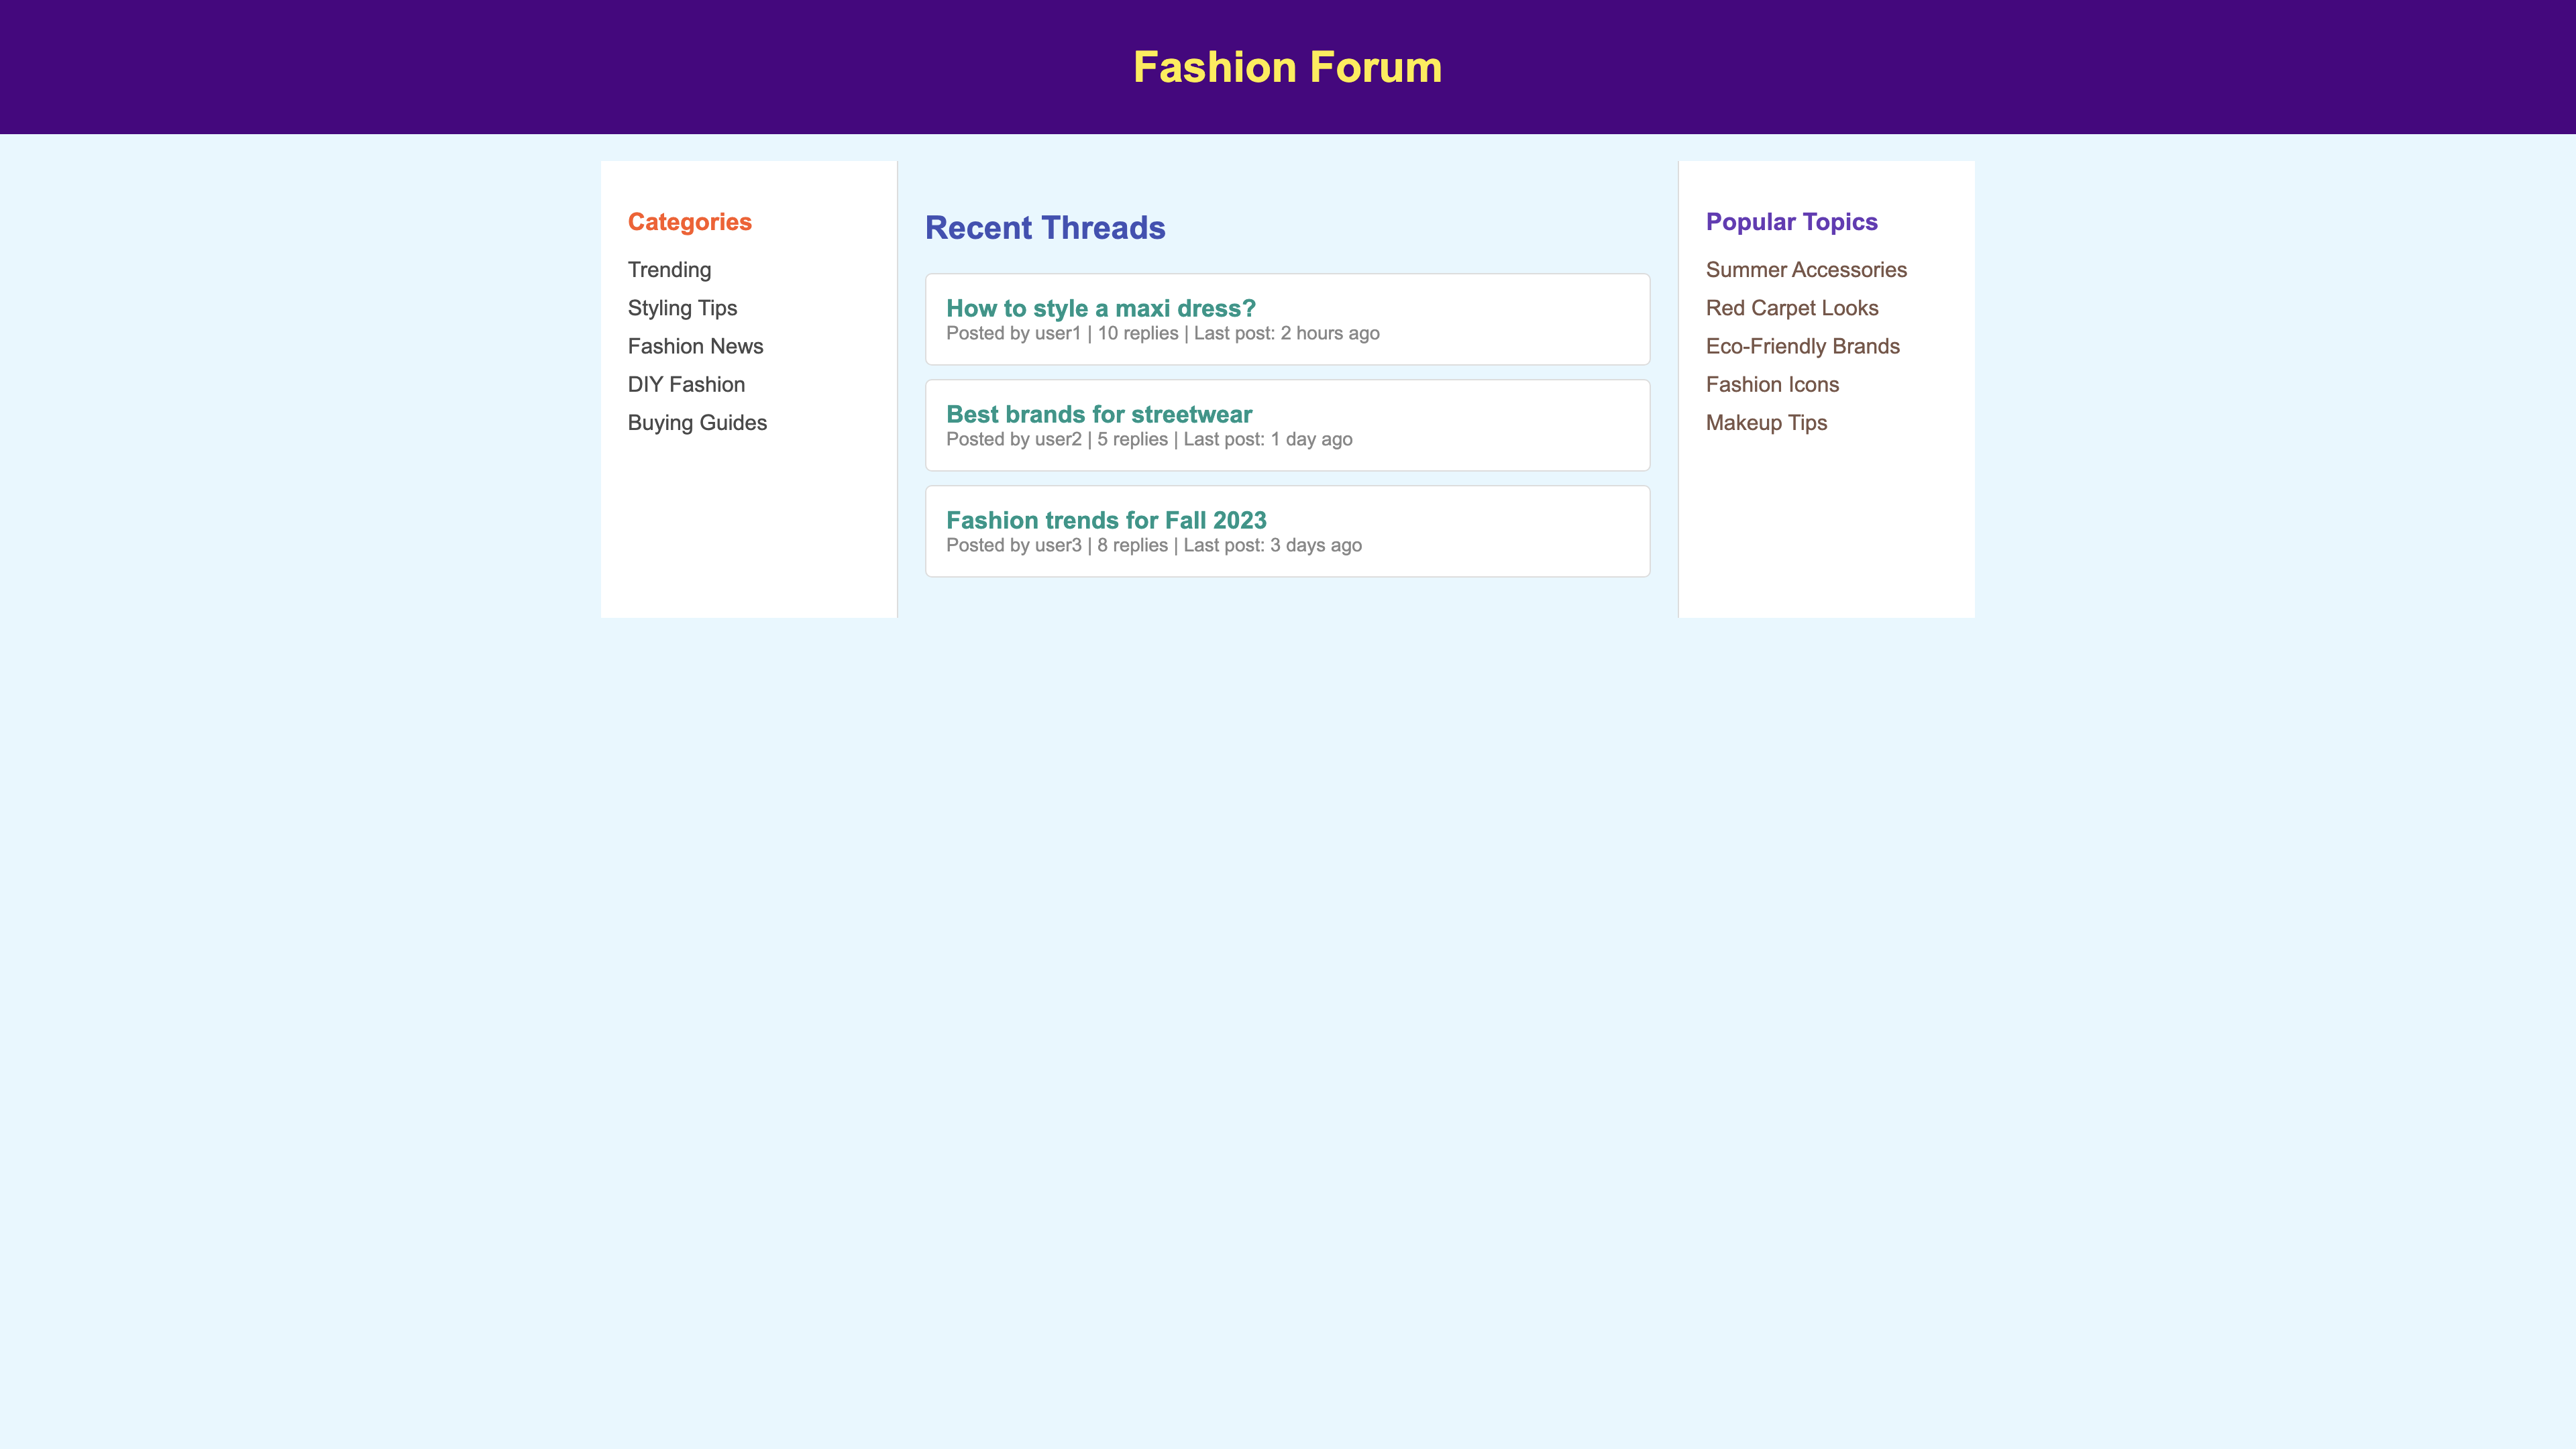 Fashion Forum
Categories
Trending
Styling Tips
Fashion News
DIY Fashion
Buying Guides
Recent Threads
How to style a maxi dress?
Posted by user1 | 10 replies | Last post: 2 hours ago
Best brands for streetwear
Posted by user2 | 5 replies | Last post: 1 day ago
Fashion trends for Fall 2023
Posted by user3 | 8 replies | Last post: 3 days ago
Popular Topics
Summer Accessories
Red Carpet Looks
Eco-Friendly Brands
Fashion Icons
Makeup Tips